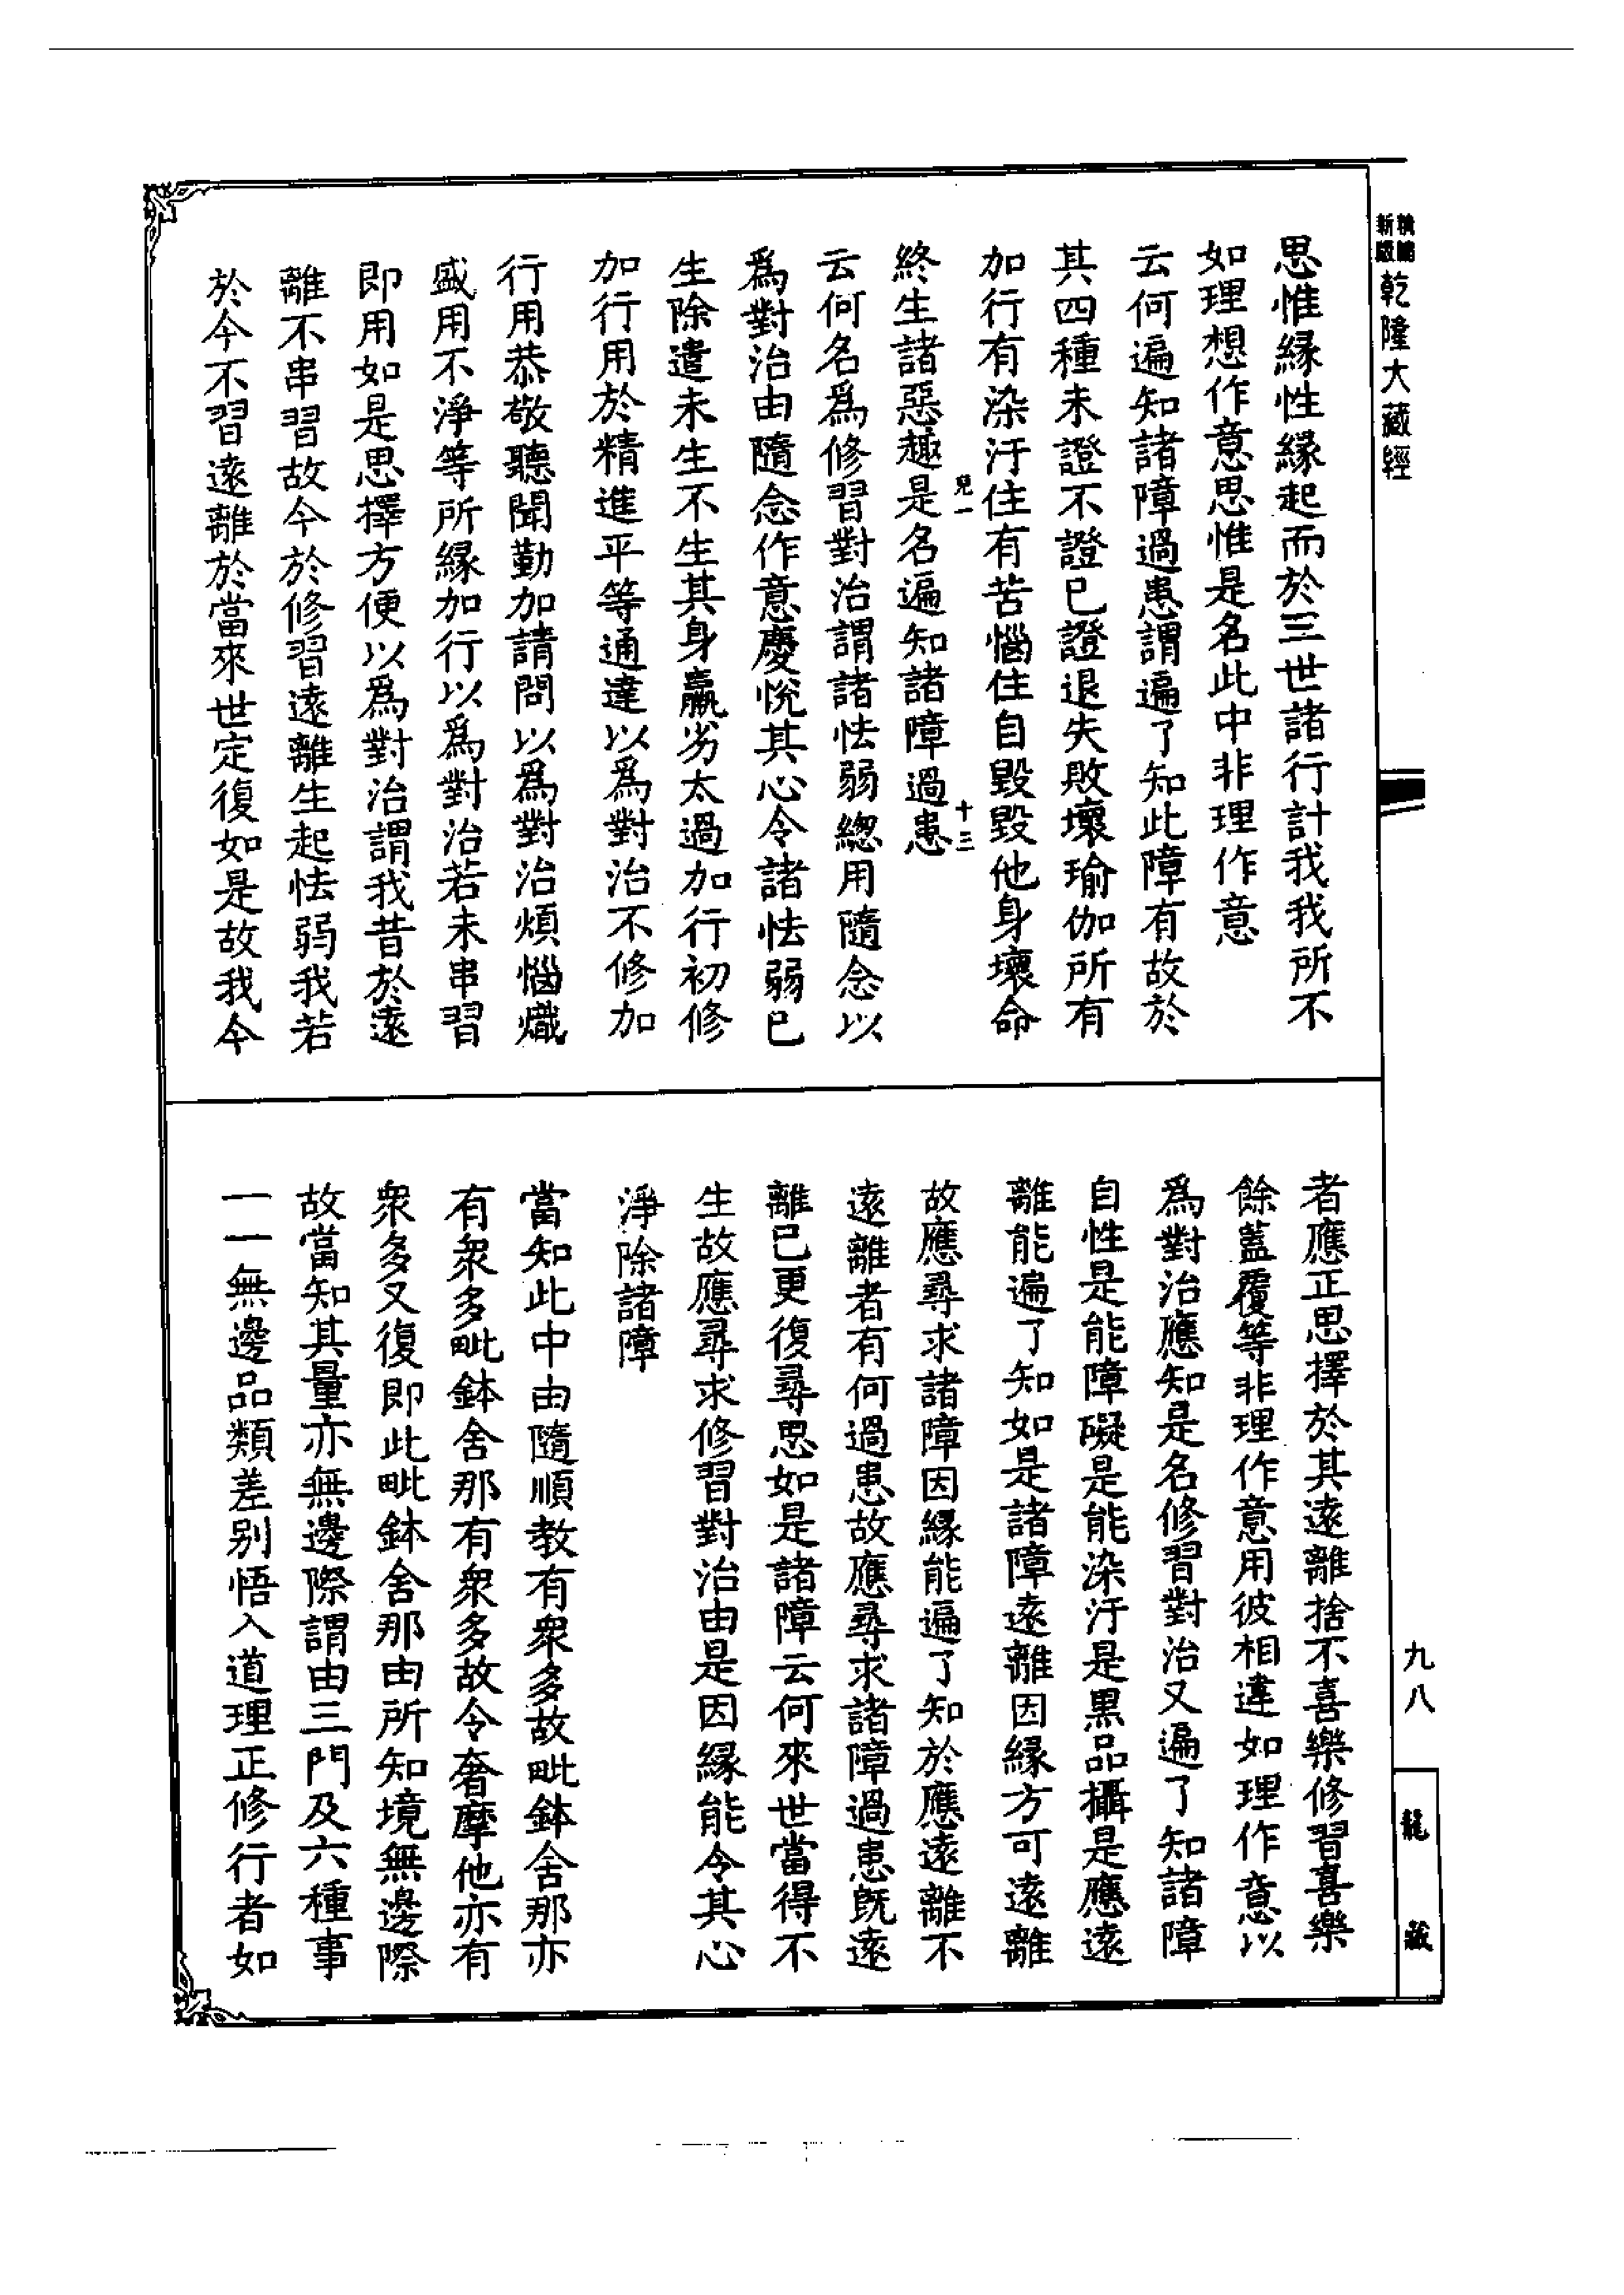 精編
新版
乾隆大藏經
思惟緣性緣起而於三世諸行計我我所不
如理想作意思惟是名此中非理作意
云何遍知諸障過患謂遍了知此障有故於
其四種未證不證已證退失敗壞瑜伽所有
加行有染汙住有苦惱住自毀毀他身壞命
兒一
十三
終生諸惡趣是名遍知諸障過患
云何名爲修習對治謂諸怯弱緫用隨念以
爲對治由隨念作意慶悅其心令諸怯弱已
生除遣未生不生其身羸劣太過加行初修
加行用於精進平等通達以爲對治不修加
行用恭敬聽聞勤加請問以爲對治煩惱熾
盛用不淨等所緣加行以爲對治若未串習
即用如是思擇方便以爲對治謂我昔於遠
離不串習故今於修習遠離生起怯弱我若
於今不習遠離於當來世定復如是故我今
者應正思擇於其遠離捨不喜樂修習喜樂
餘蓋覆等非理作意用彼相違如理作意以
爲對治應知是名修習對治又遍了知諸障
自性是能障礙是能染汙是黑品攝是應遠
離能遍了知如是諸障遠離因緣方可遠離
故應尋求諸障因緣能遍了知於應遠離不
遠離者有何過患故應尋求諸障過患既遠
離已更復尋思如是諸障云何來世當得不
生故應尋求修習對治由是因緣能令其心
淨除諸障
當知此中由隨順教有衆多故毗鉢舍那亦
有衆多毗鉢舍那有衆多故令奢摩他亦有
衆多又復即此毗鉢舍那由所知境無邊際
故當知其量亦無邊際謂由三門及六種事
一一無邊品類差别悟入道理正修行者如
九八
龍藏